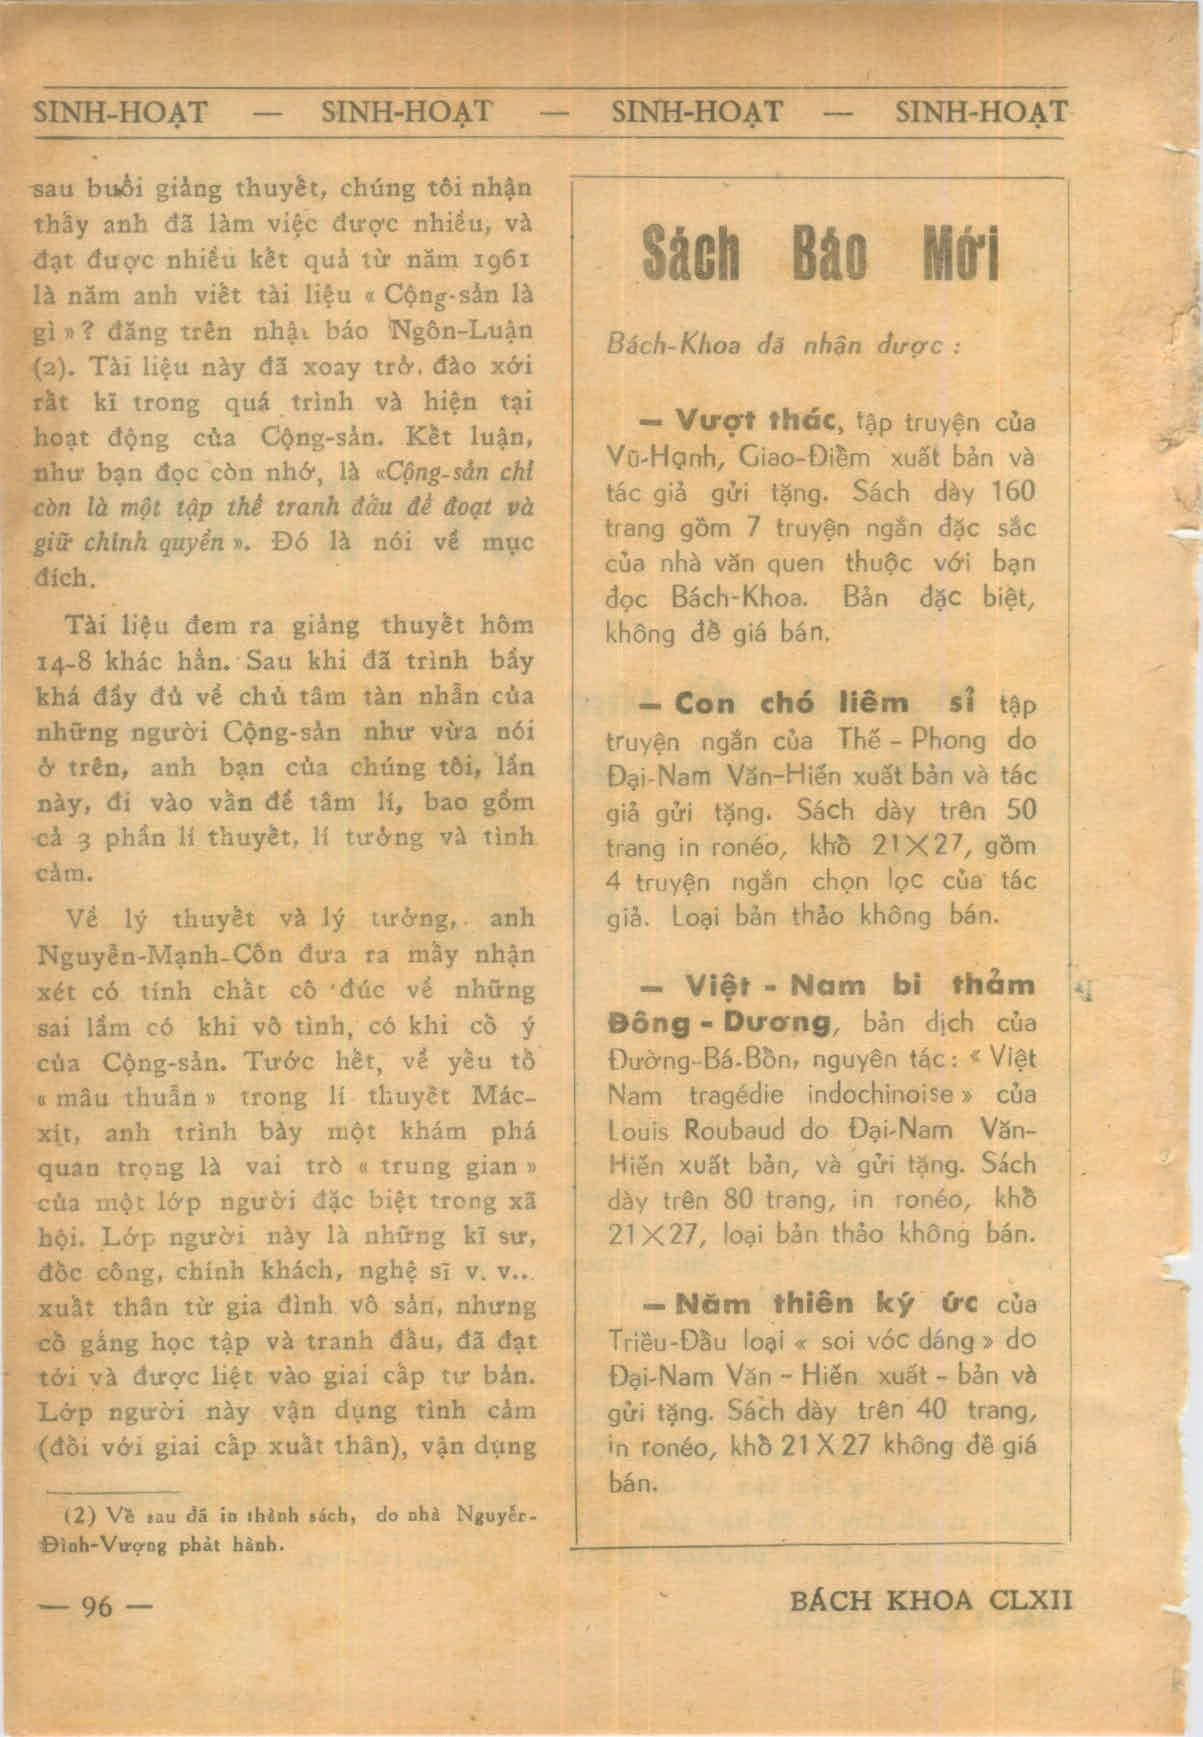 SINH-HOẠT — SINH-HOẠT — SINH-HOẠT — SINH-HOẠT
sau buổi giảng thuyết, chúng tôi nhận
thấy anh đã làm việc được nhiều, và
đạt được nhiều kết quả từ năm 1961
là năm anh viết tài liệu « Cộng-sản là
gì »? đăng trên nhật báo Ngôn-Luận
(2). Tài liệu này đã xoay trở, đào xới
rất kĩ trong quá trình và hiện tại
hoạt động của Cộng-sản. Kết luận,
như bạn đọc còn nhớ, là «Cộng-sản chỉ
còn là một tập thể tranh đấu để đoạt và
giữ chính quyền ». Đó là nói về mục
đích.
Tài liệu đem ra giảng thuyết hôm
14-8 khác hẳn. Sau khi đã trình bầy
khá đầy đủ về chủ tâm tàn nhẫn của
những người Cộng-sản như vừa nói
ở trên, anh bạn của chúng tôi, lần
này, đi vào vấn đề tâm lí, bao gồm
cả 3 phần lí thuyết, lí tưởng và tình
cảm.
Về lý thuyết và lý tưởng, anh
Nguyễn-Mạnh-Côn đưa ra mấy nhận
xét có tính chất cô đúc về những
sai lầm có khi vô tình, có khi cố ý
của Cộng-sản. Trước hết, về yếu tố
« mâu thuẫn » trong lí thuyết Mác-
xít, anh trình bày một khám phá
quan trọng là vai trò « trung gian »
của một lớp người đặc biệt trong xã
hội. Lớp người này là những kĩ sư,
đốc công, chính khách, nghệ sĩ v. v...
xuất thân từ gia đình vô sản, nhưng
cố gắng học tập và tranh đấu, đã đạt
tới và được liệt vào giai cấp tư bản.
Lớp người này vận dụng tình cảm
(đối với giai cấp xuất thân), vận dụng
(2) Về sau đã in thành sách, do nhà Nguyễn-
Đình-Vượng phát hành.
— 96 —
Sách Báo Mới
Bách-Khoa đã nhận được :
— Vượt thác, tập truyện của
Vũ-Hạnh, Giao-Điểm xuất bản và
tác giả gửi tặng. Sách dày 160
trang gồm 7 truyện ngắn đặc sắc
của nhà văn quen thuộc với bạn
đọc Bách-Khoa. Bản đặc biệt,
không đề giá bán.
— Con chó liêm sỉ tập
truyện ngắn của Thế – Phong do
Đại-Nam Văn-Hiến xuất bản và tác
giả gửi tặng. Sách dày trên 50
trang in ronéo, khổ 21X27, gồm
4 truyện ngắn chọn lọc của tác
giả. Loại bản thảo không bán.
— Việt - Nam bi thảm
Đông - Dương, bản dịch của
Đường-Bá-Bổn, nguyên tác : « Việt
Nam tragédie indochinoise » của
Louis Roubaud do Đại-Nam Văn-
Hiến xuất bản, và gửi tặng. Sách
dày trên 80 trang, in ronéo, khổ
21X27, loại bản thảo không bán.
— Năm thiên ký ức của
Triều-Đẩu loại « soi vóc dáng » do
Đại-Nam Văn – Hiến xuất – bản và
gửi tặng. Sách dày trên 40 trang,
in ronéo, khổ 21 X 27 không đề giá
bán.
BÁCH KHOA CLXII